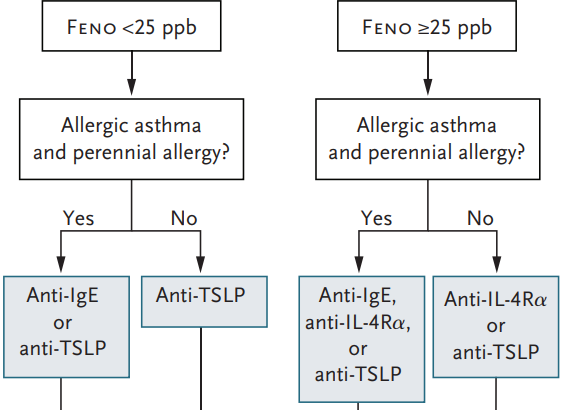 FENO <25 ppb
Allergic asthma
and perennial allergy?
Yes
No
Anti-IgE
or
anti-TSLP
Anti-TSLP
FENO ≥25 ppb
Allergic asthma
and perennial allergy?
Yes
No
Anti-IgE,
anti-IL-4Rα,
or
anti-TSLP
Anti-IL-4Rα
or
anti-TSLP